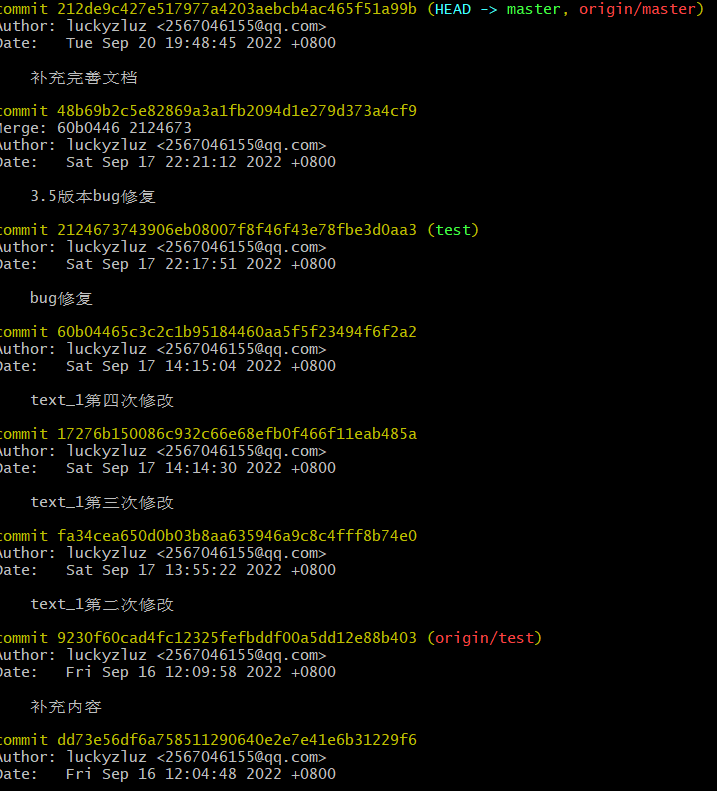 commit 212de9c427e517977a4203aebcb4ac465f51a99b (HEAD -> master, origin/master)
Author: luckyzluz <2567046155@qq.com>
Date:   Tue Sep 20 19:48:45 2022 +0800
补充完善文档
commit 48b69b2c5e82869a3a1fb2094d1e279d373a4cf9
Merge: 60b0446 2124673
Author: luckyzluz <2567046155@qq.com>
Date:   Sat Sep 17 22:21:12 2022 +0800
3.5版本bug修复
commit 2124673743906eb08007f8f46f43e78fbe3d0aa3 (test)
Author: luckyzluz <2567046155@qq.com>
Date:   Sat Sep 17 22:17:51 2022 +0800
bug修复
commit 60b04465c3c2c1b95184460aa5f5f23494f6f2a2
Author: luckyzluz <2567046155@qq.com>
Date:   Sat Sep 17 14:15:04 2022 +0800
text_1第四次修改
commit 17276b150086c932c66e68efb0f466f11eab485a
Author: luckyzluz <2567046155@qq.com>
Date:   Sat Sep 17 14:14:30 2022 +0800
text_1第三次修改
commit fa34cea650d0b03b8aa635946a9c8c4fff8b74e0
Author: luckyzluz <2567046155@qq.com>
Date:   Sat Sep 17 13:55:22 2022 +0800
text_1第二次修改
commit 9230f60cad4fc12325fefbddf00a5dd12e88b403 (origin/test)
Author: luckyzluz <2567046155@qq.com>
Date:   Fri Sep 16 12:09:58 2022 +0800
补充内容
commit dd73e56df6a758511290640e2e7e41e6b31229f6
Author: luckyzluz <2567046155@qq.com>
Date:   Fri Sep 16 12:04:48 2022 +0800